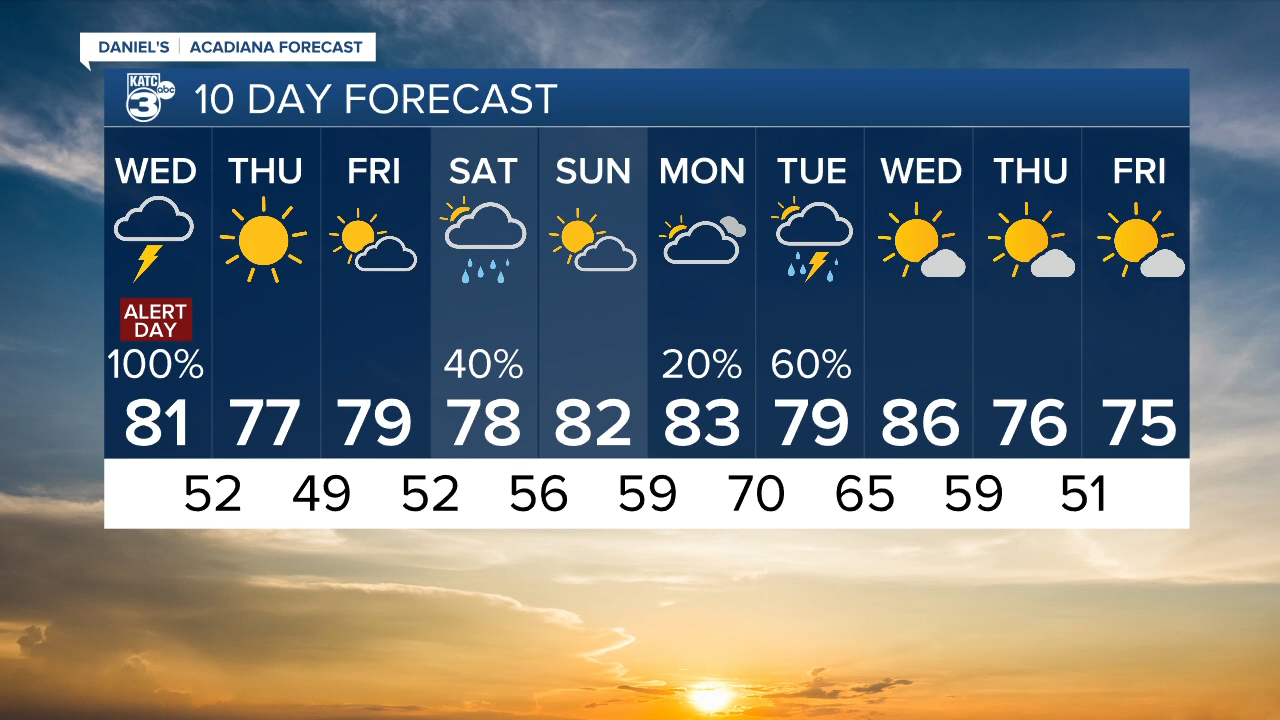 DANIEL'S | ACADIANA FORECAST
KATC
abc
3
10 DAY FORECAST
WED THU FRI SAT SUN MON TUE WED THU FRI
ALERT
DAY
100% 40% 20% 60%
81 77 79 78 82 83 79 86 76 75
52 49 52 56 59 70 65 59 51